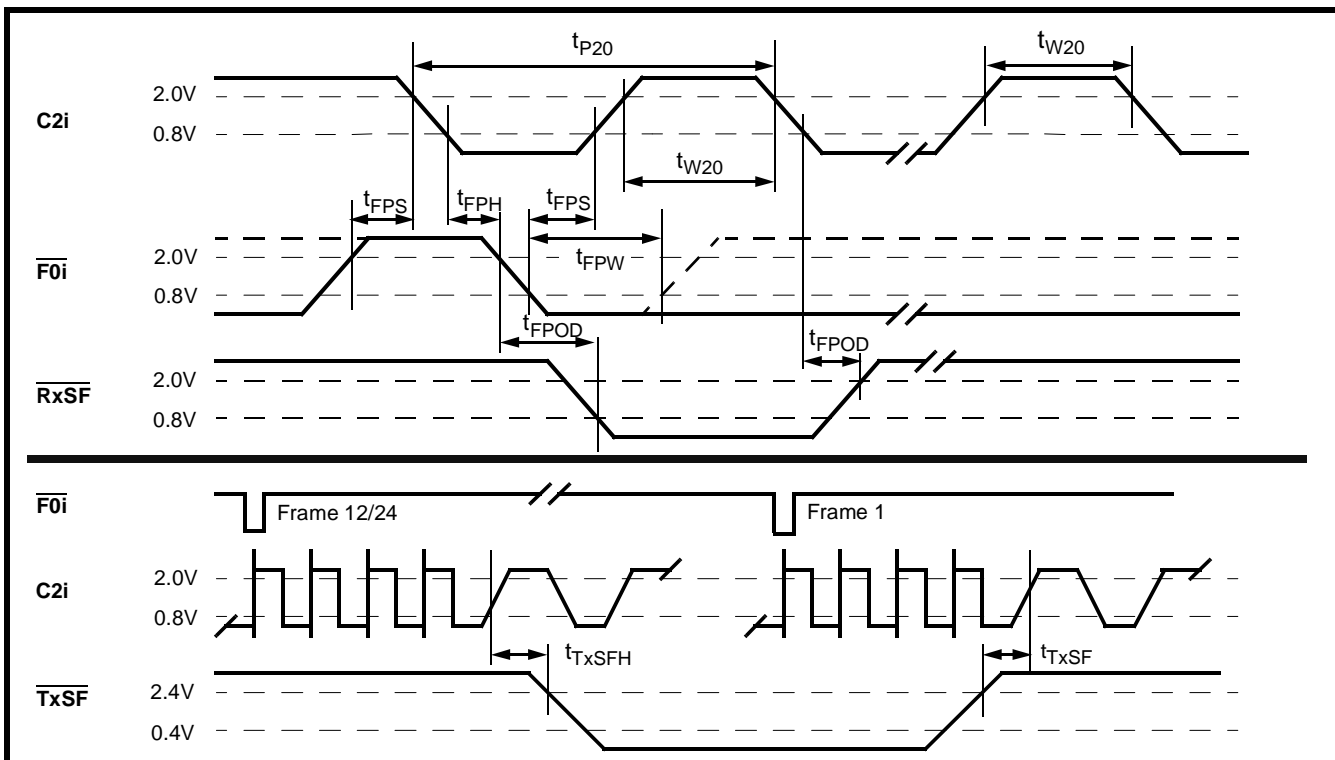 tP20
tW20
2.0V
C2i
0.8V
tW20
tFPS
tFPH
tFPS
2.0V
F0i
tFPW
0.8V
tFPOD
tFPOD
2.0V
RxSF
0.8V
F0i
Frame 12/24
Frame 1
2.0V
C2i
0.8V
tTxSFH
tTxSF
2.4V
TxSF
0.4V